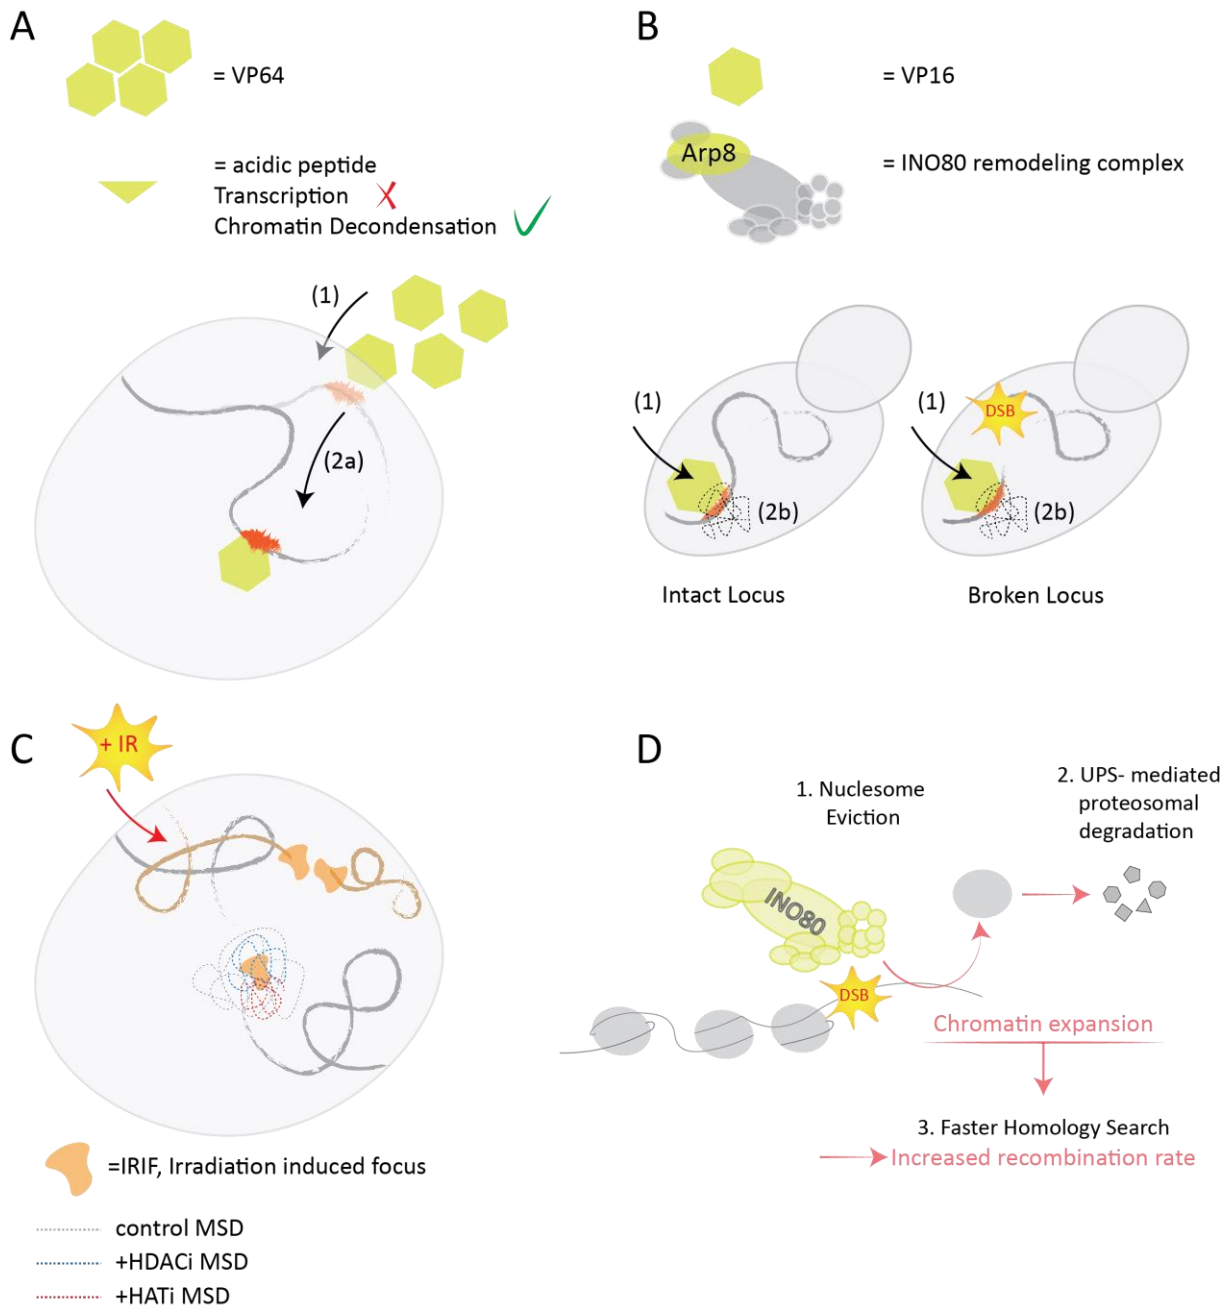 A
= VP64
= acidic peptide
Transcription
Chromatin Decondensation
(1)
(2a)
B
= VP16
Arp8
= INO80 remodeling complex
(1)
(2b)
Intact Locus
(1)
DSB
(2b)
Broken Locus
C
+ IR
=IRIF, Irradiation induced focus
control MSD
+HDACi MSD
+HATi MSD
D
1. Nuclesome
Eviction
2. UPS- mediated
proteosomal
degradation
INO80
DSB
Chromatin expansion
3. Faster Homology Search
Increased recombination rate